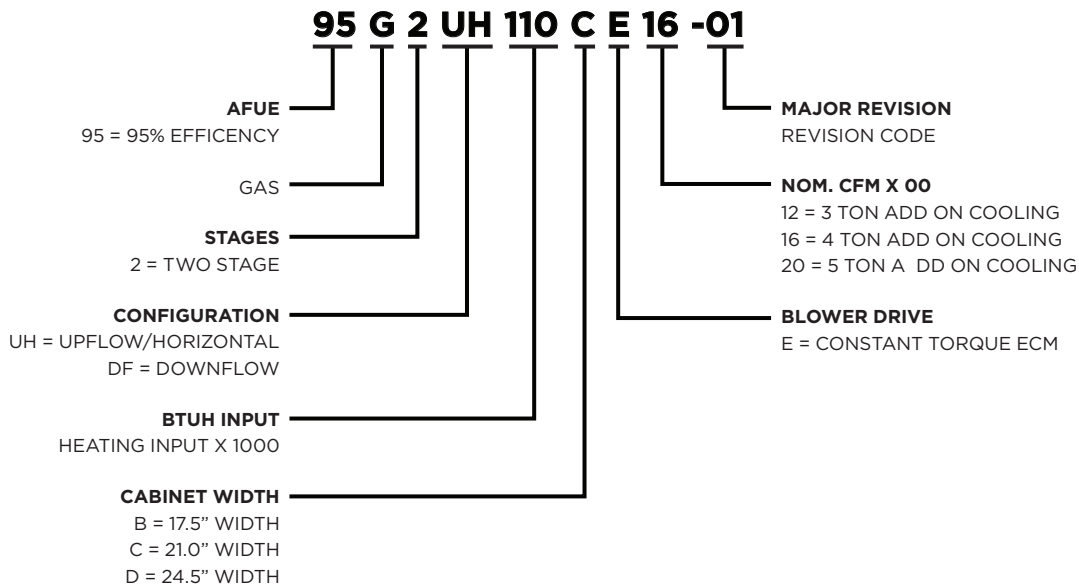 95 G 2 UH 110 C E 16 -01
AFUE
95 = 95% EFFICENCY
GAS
STAGES
2 = TWO STAGE
CONFIGURATION
UH = UPFLOW/HORIZONTAL
DF = DOWNFLOW
BTUH INPUT
HEATING INPUT X 1000
CABINET WIDTH
B = 17.5” WIDTH
C = 21.0” WIDTH
D = 24.5” WIDTH
MAJOR REVISION
REVISION CODE
NOM. CFM X 00
12 = 3 TON ADD ON COOLING
16 = 4 TON ADD ON COOLING
20 = 5 TON A DD ON COOLING
BLOWER DRIVE
E = CONSTANT TORQUE ECM